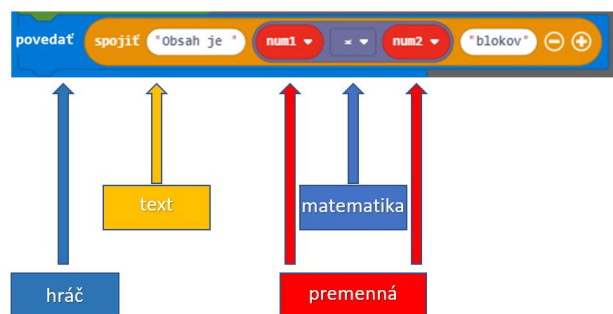 povedať spojiť "Obsah je " num1 × num2 "blokov"
text
matematika
hráč
premenná